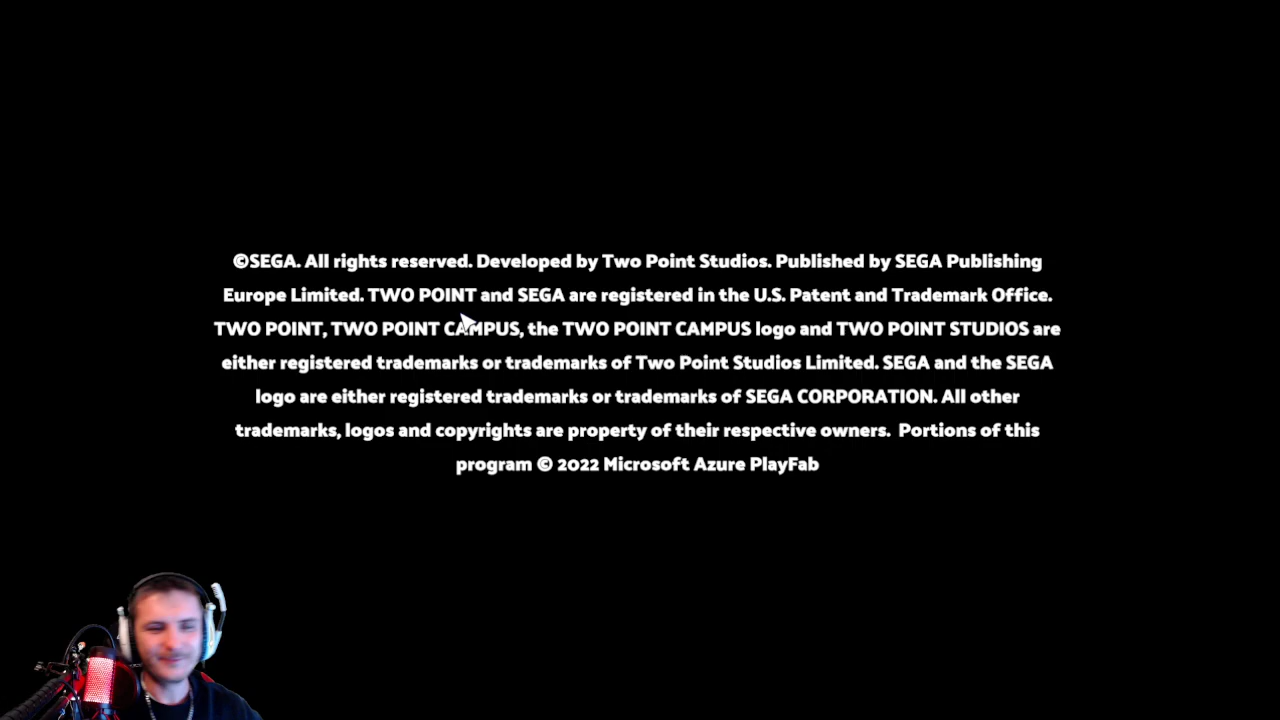 ©SEGA. All rights reserved. Developed by Two Point Studios. Published by SEGA Publishing
Europe Limited. TWO POINT and SEGA are registered in the U.S. Patent and Trademark Office.
TWO POINT, TWO POINT CAMPUS, the TWO POINT CAMPUS logo and TWO POINT STUDIOS are
either registered trademarks or trademarks of Two Point Studios Limited. SEGA and the SEGA
logo are either registered trademarks or trademarks of SEGA CORPORATION. All other
trademarks, logos and copyrights are property of their respective owners.  Portions of this
program © 2022 Microsoft Azure PlayFab